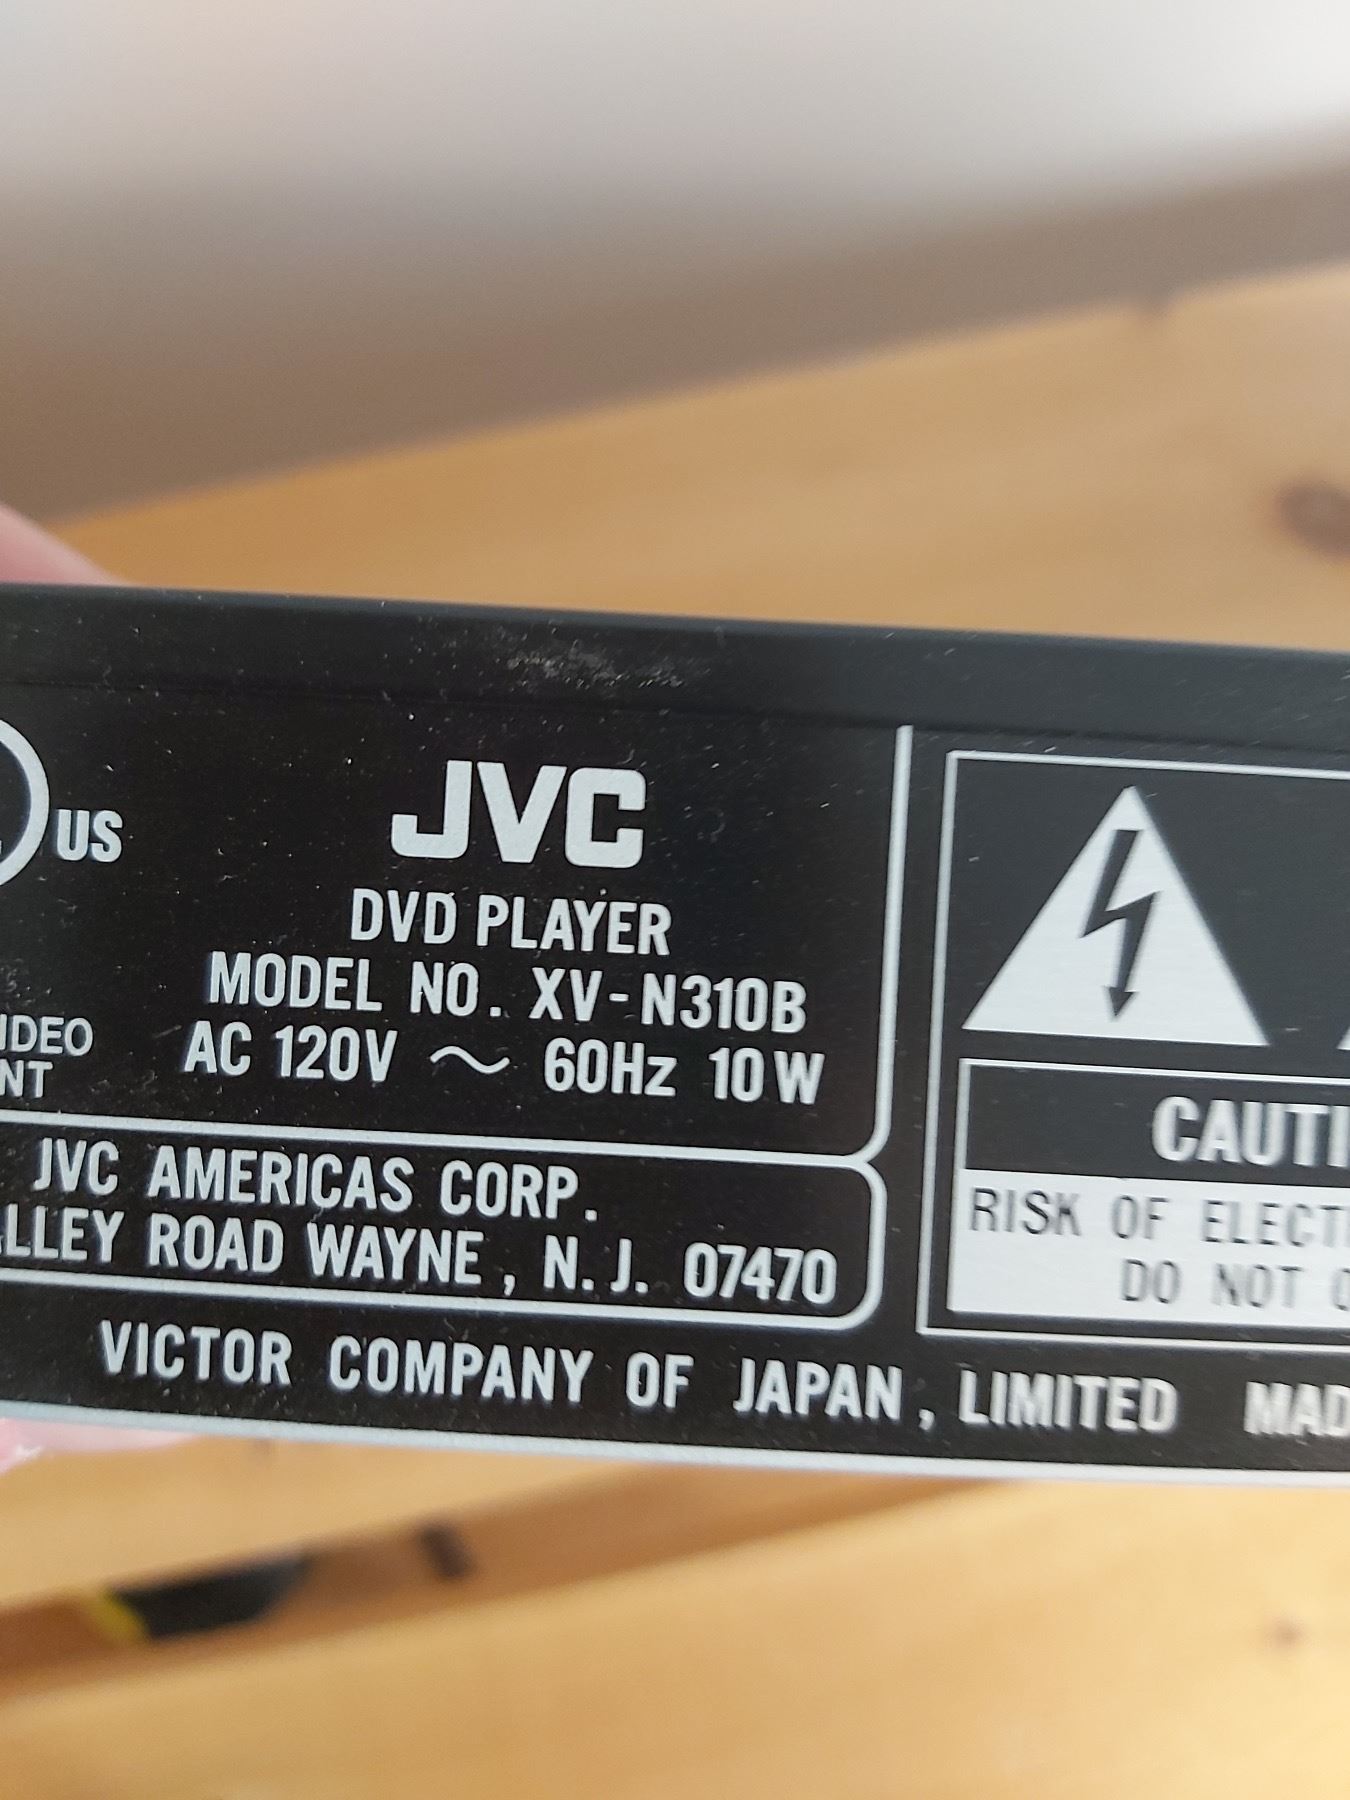 US
JVC
DVD PLAYER
MODEL NO. XV-N310B
AC 120V ~ 60Hz 10W
JVC AMERICAS CORP.
ROAD WAYNE, N.J. 07470
VICTOR COMPANY OF JAPAN, LIMITED
RISK OF
DO NOT